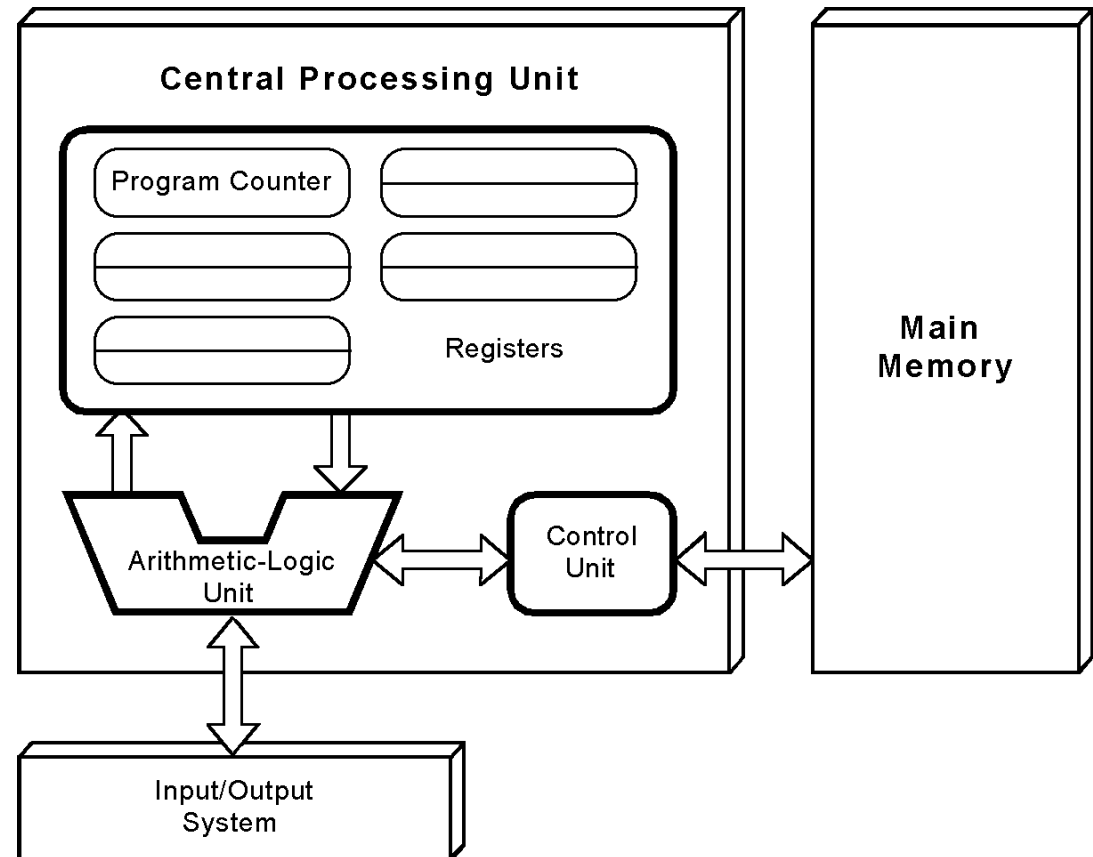 Central Processing Unit
Program Counter
Registers
Main
Memory
Arithmetic-Logic
Unit
Control
Unit
Input/Output
System